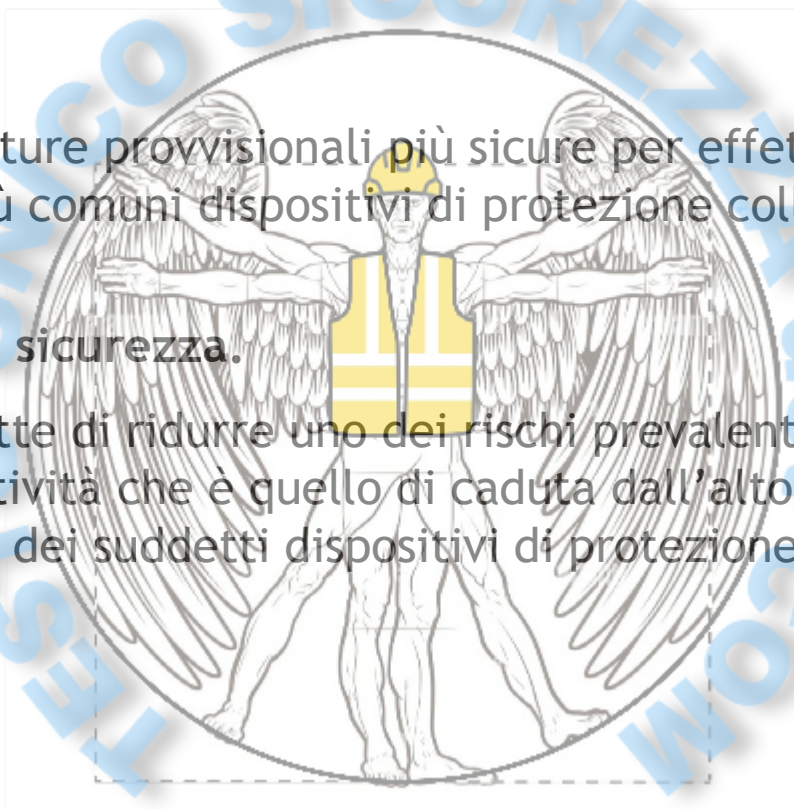 ture provvisionali più sicure per effet
ù comuni dispositivi di protezione coll
sicurezza.
tte di ridurre uno dei rischi prevalent
tività che è quello di caduta dall'alto
dei suddetti dispositivi di protezione